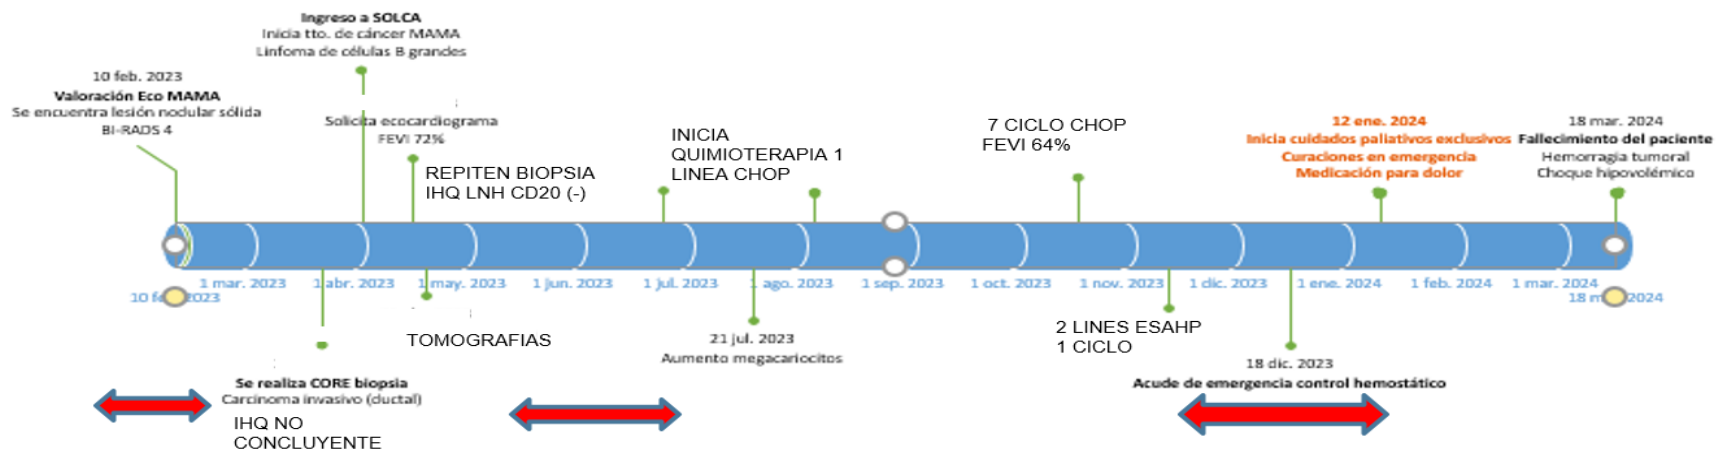 Ingreso a SOLCA
Inicia tto. de cáncer MAMA
Linfoma de células B grandes
10 feb. 2023
Valoración Eco MAMA
Se encuentra lesión nodular sólida
BI-RADS 4
Solicita ecocardiograma
FEVI 72%
REPITEN BIOPSIA
IHQ LNH CD20 (-)
INICIA
QUIMIOTERAPIA 1
LINEA CHOP
7 CICLO CHOP
FEVI 64%
12 ene. 2024
Inicia cuidados paliativos exclusivos
Curaciones en emergencia
Medicación para dolor
18 mar. 2024
Fallecimiento del paciente
Hemorragia tumoral
Choque hipovolémico
1 mar. 2023
1 abr. 2023
1 may. 2023
1 jun. 2023
1 jul. 2023
1 ago. 2023
1 sep. 2023
1 oct. 2023
1 nov. 2023
1 dic. 2023
1 ene. 2024
1 feb. 2024
1 mar. 2024
10 feb. 2023
18 mar. 2024
TOMOGRAFIAS
21 jul. 2023
Aumento megacariocitos
2 LINES ESAHP
1 CICLO
18 dic. 2023
Acude de emergencia control hemostático
Se realiza CORE biopsia
Carcinoma invasivo (ductal)
IHQ NO
CONCLUYENTE